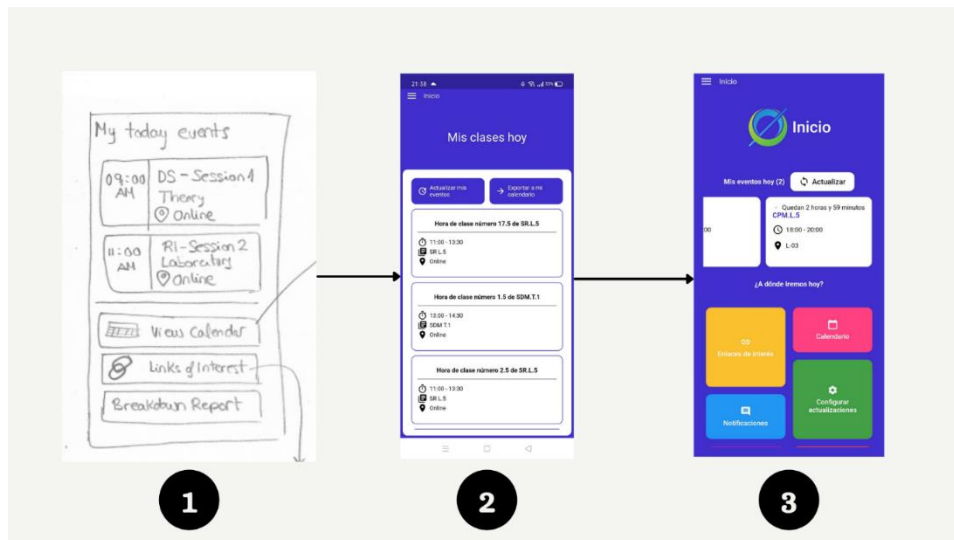 My today events
09:00 AM
DS - Session 1
Theory
Online
11:00 AM
RI - Session 2
Laboratory
Online
View Calendar
Links of Interest
Breakdown Report
1
21:38
Inicio
Mis clases hoy
Actualizar mis eventos
Exportar a mi calendario
Hora de clase número 17.5 de SR.L.5
11:00 - 13:30
SR L.5
Online
Hora de clase número 1.5 de SDM.T.1
13:00 - 14:30
SDM T.1
Online
Hora de clase número 2.5 de SR.L.5
11:00 - 13:30
SR L.5
Online
2
Inicio
Inicio
Mis eventos hoy (2)
Actualizar
00
Quedan 2 horas y 59 minutos
CPM.L.5
18:00 - 20:00
L-03
¿A dónde iremos hoy?
Enlaces de interés
Calendario
Configurar actualizaciones
Notificaciones
3